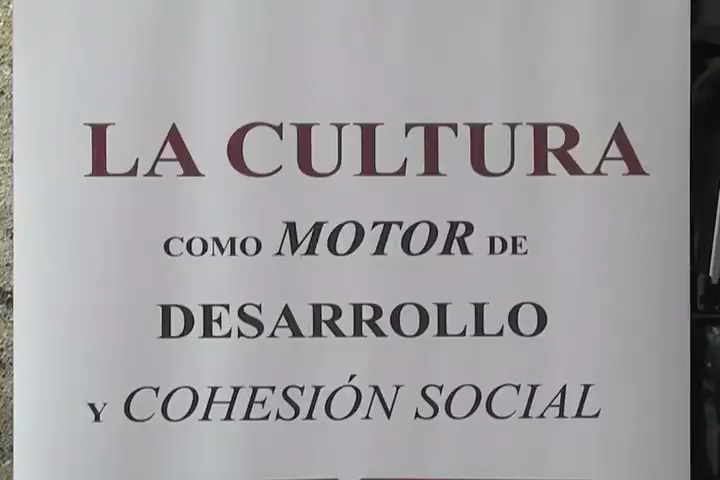 LA CULTURA
COMO MOTOR DE
DESARROLLO
Y COHESIÓN SOCIAL